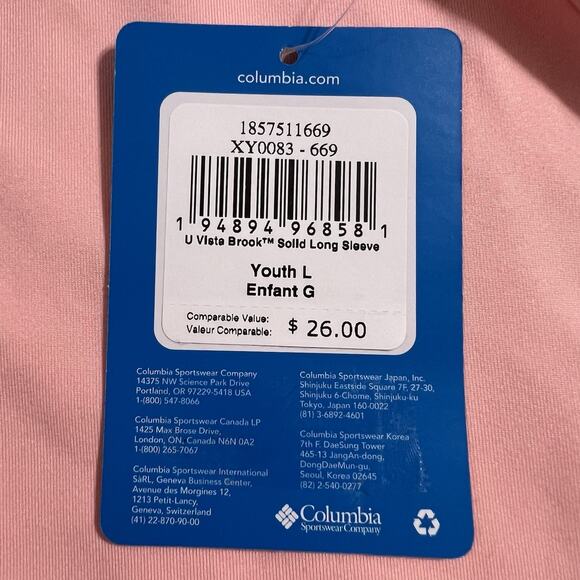 columbia.com
1857511669
XY0083 - 669
1 94894 96858 1
U Vista Brook™ Solid Long Sleeve
Youth L
Enfant G
Comparable Value:
Valeur Comparable: $ 26.00
Columbia Sportswear Company
14375 NW Science Park Drive
Portland, OR 97229-5418 USA
1-(800) 547-8066
Columbia Sportswear Canada LP
1425 Max Brose Drive,
London, ON, Canada N6N 0A2
1-(800) 265-7067
Columbia Sportswear International
SàRL, Geneva Business Center,
Avenue des Morgines 12,
1213 Petit-Lancy,
Geneva, Switzerland
(41) 22-870-90-00
Columbia Sportswear Japan, Inc.
Shinjuku Eastside Square 7F, 27-30,
Shinjuku 6-Chome, Shinjuku-ku
Tokyo, Japan 160-0022
(81) 3-6892-4601
Columbia Sportswear Korea
7th F. DaeSung Tower
465-13 JangAn-dong,
DongDaeMun-gu,
Seoul, Korea 02645
(82) 2-540-0277
Columbia
Sportswear Company